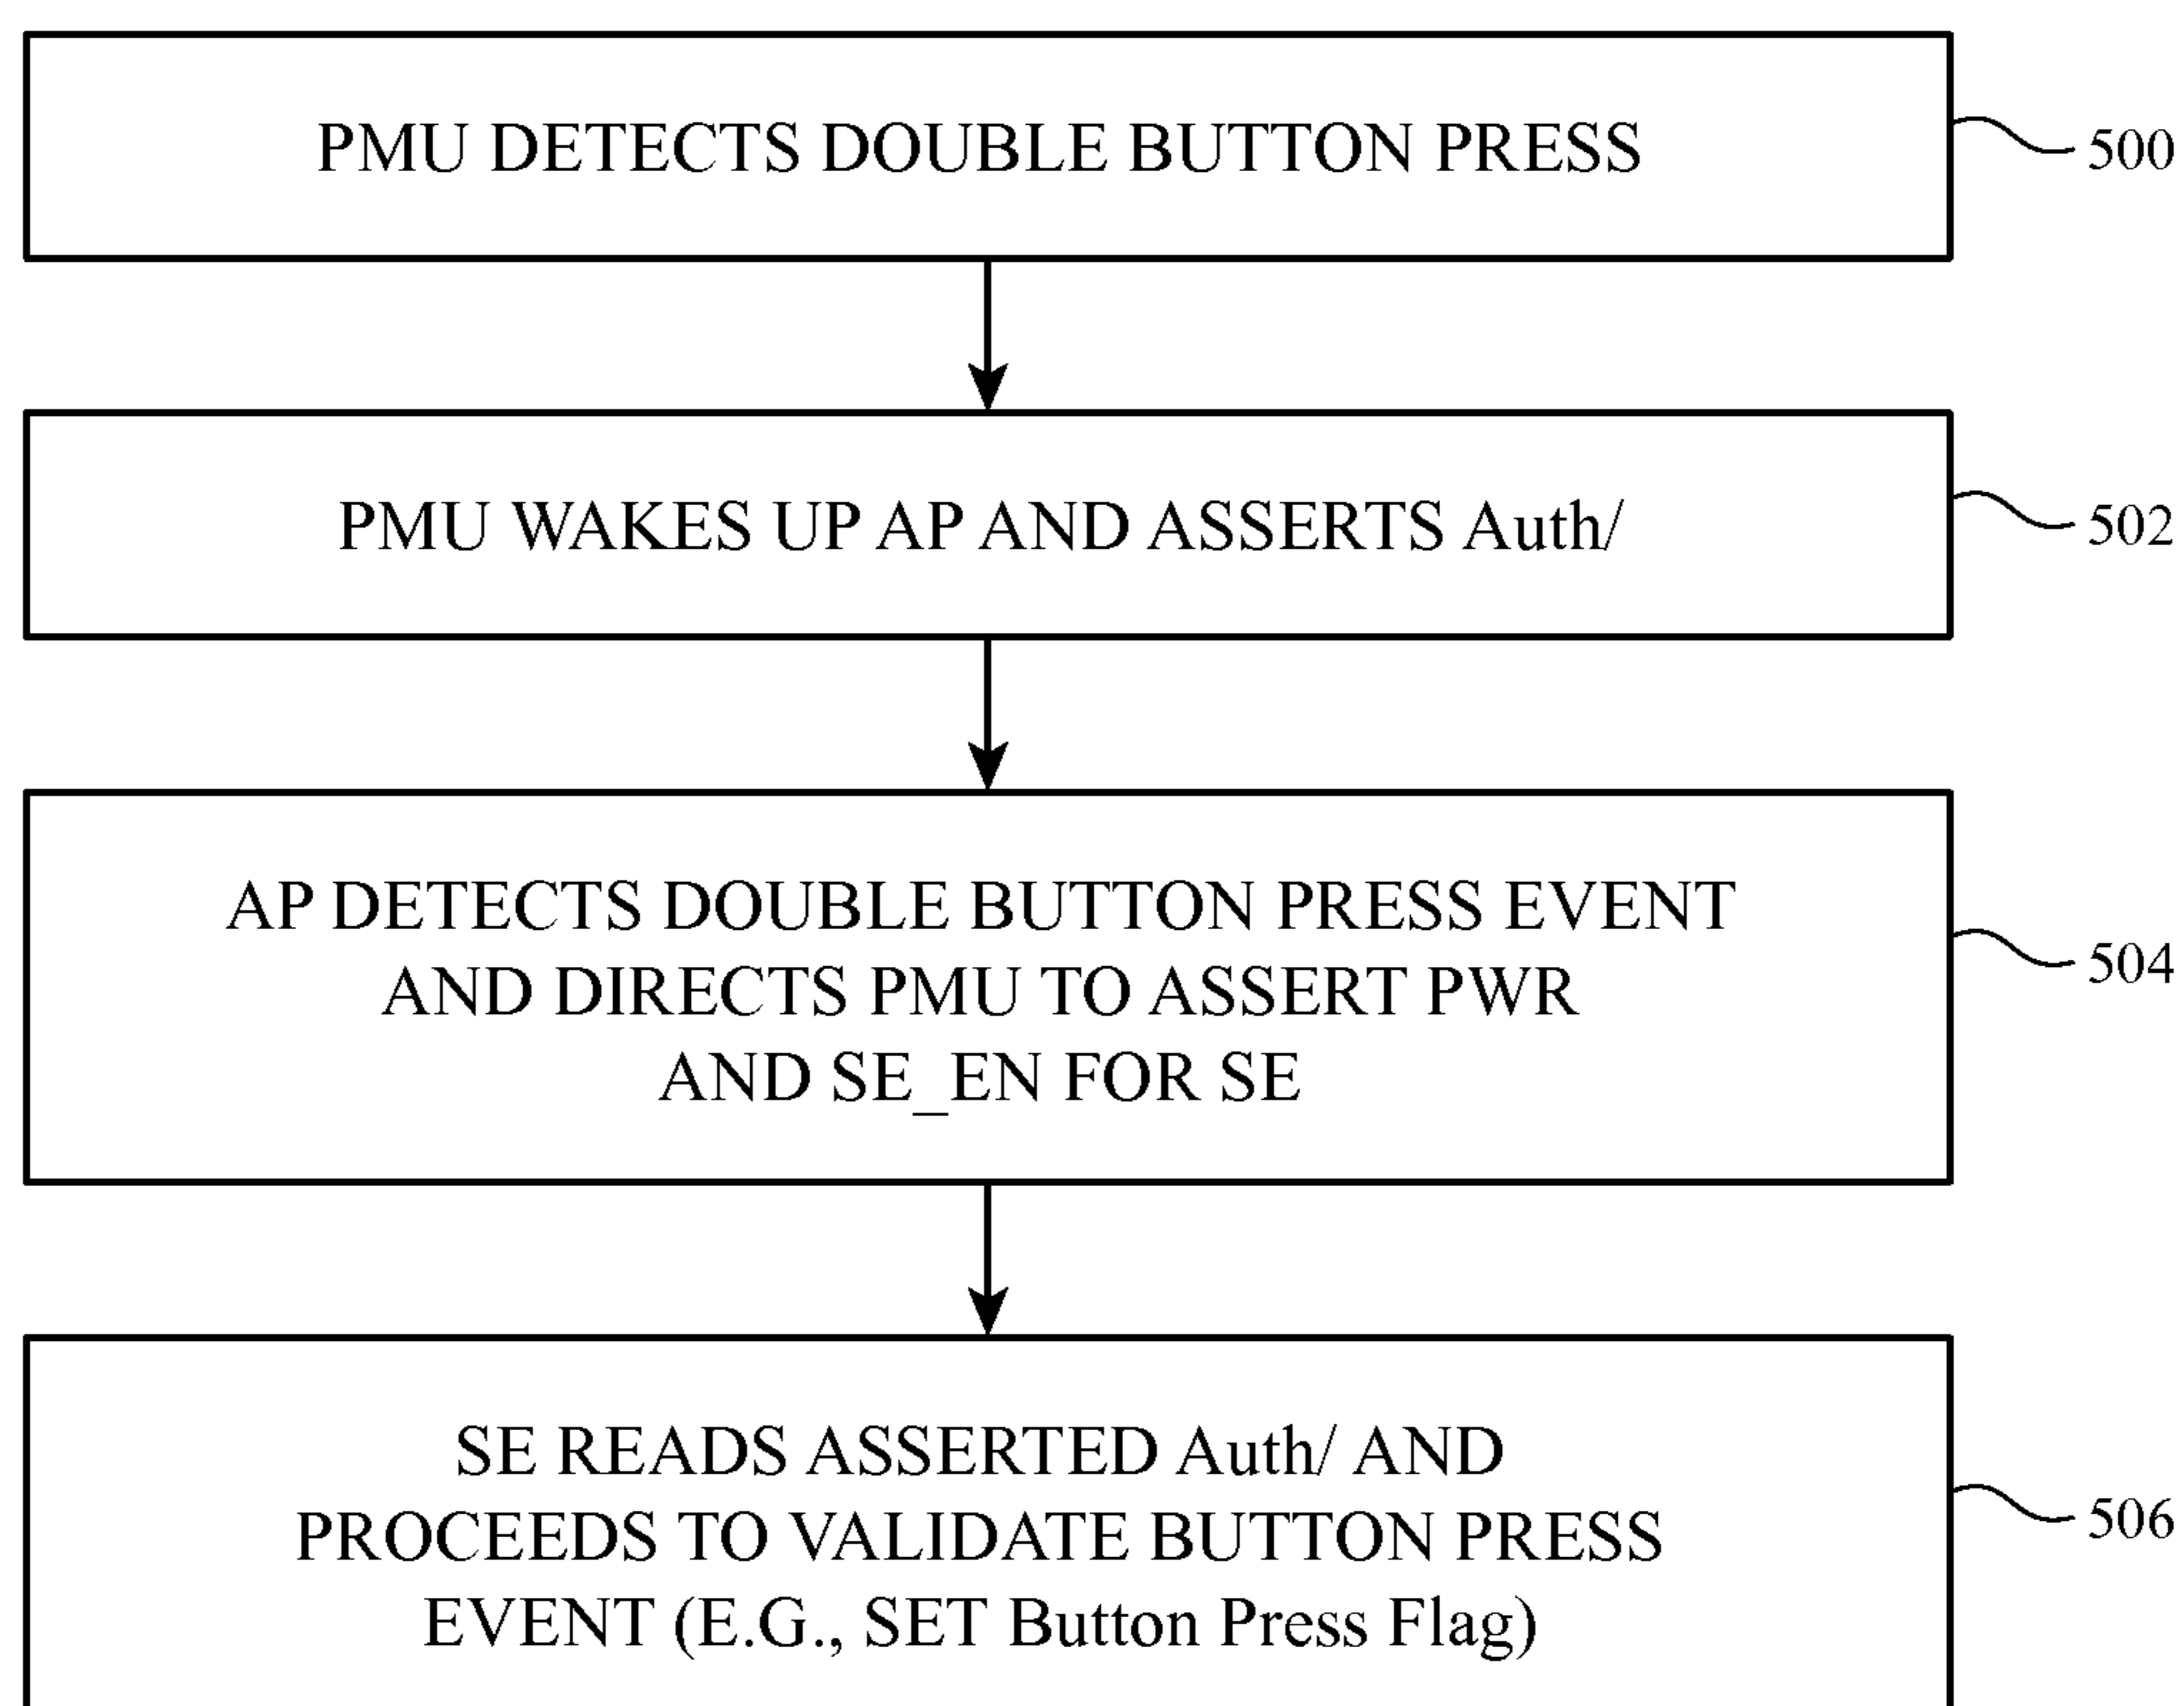 PMU DETECTS DOUBLE BUTTON PRESS
500
PMU WAKES UP AP AND ASSERTS Auth/
502
AP DETECTS DOUBLE BUTTON PRESS EVENT
AND DIRECTS PMU TO ASSERT PWR
AND SE_EN FOR SE
504
SE READS ASSERTED Auth/ AND
PROCEEDS TO VALIDATE BUTTON PRESS
EVENT (E.G., SET Button Press Flag)
506